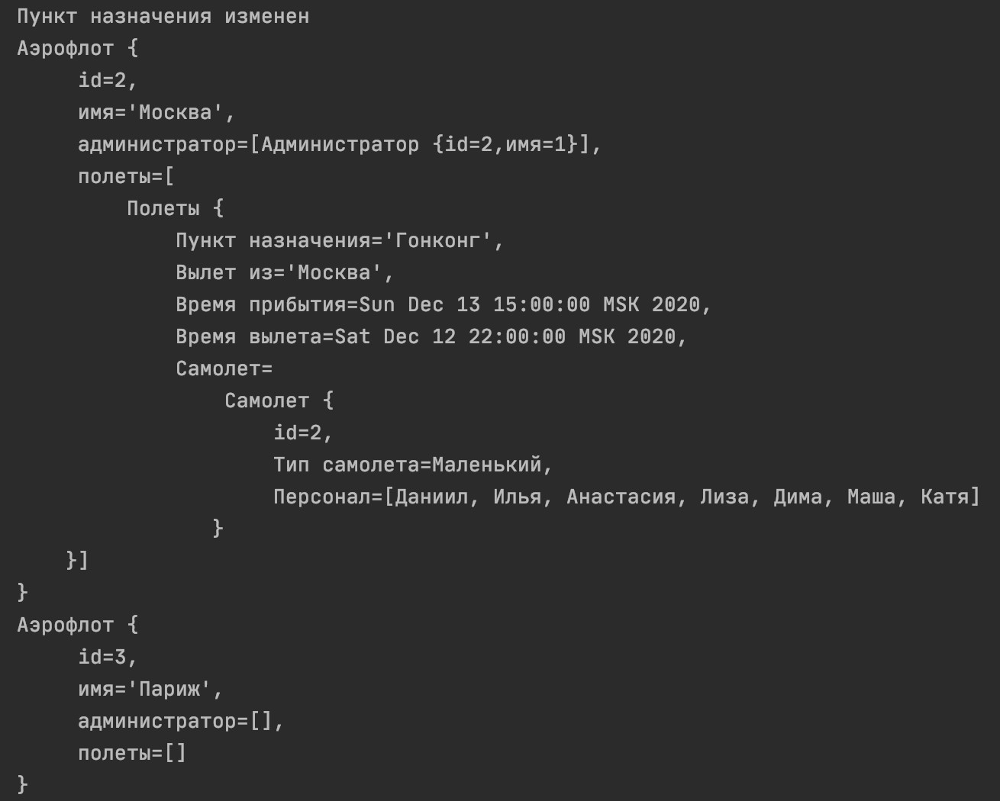 Пункт назначения изменен
Аэрофлот {
     id=2,
     имя='Москва',
     администратор=[Администратор {id=2,имя=1}],
     полеты=[
         Полеты {
             Пункт назначения='Гонконг',
             Вылет из='Москва',
             Время прибытия=Sun Dec 13 15:00:00 MSK 2020,
             Время вылета=Sat Dec 12 22:00:00 MSK 2020,
             Самолет=
                 Самолет {
                     id=2,
                     Тип самолета=Маленький,
                     Персонал=[Даниил, Илья, Анастасия, Лиза, Дима, Маша, Катя]
                }
    }]
}
Аэрофлот {
     id=3,
     имя='Париж',
     администратор=[],
     полеты=[]
}